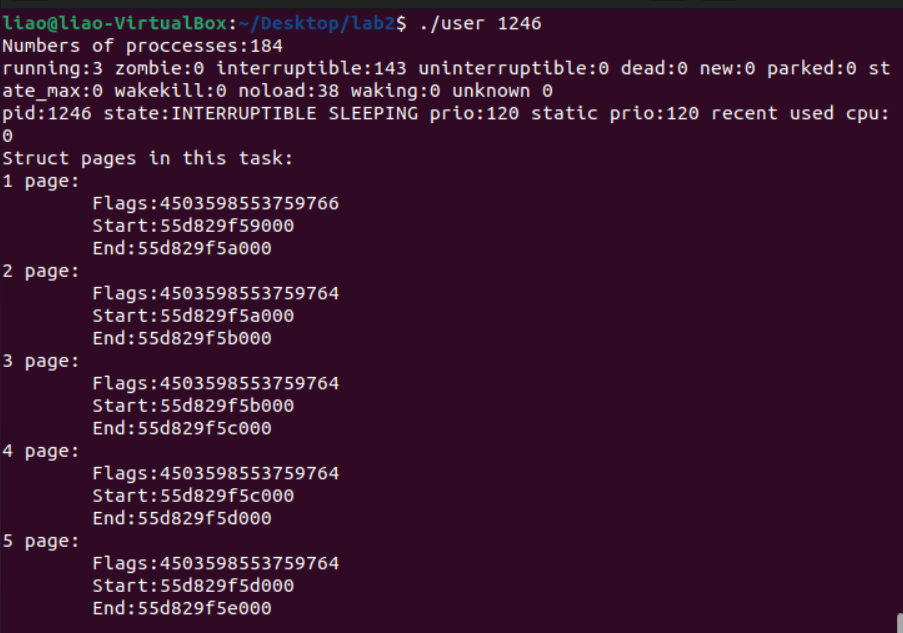 liao@liao-VirtualBox:~/Desktop/lab2$ ./user 1246
Numbers of proccesses:184
running:3 zombie:0 interruptible:143 uninterruptible:0 dead:0 new:0 parked:0 st
ate_max:0 wakekill:0 noload:38 waking:0 unknown 0
pid:1246 state:INTERRUPTIBLE SLEEPING prio:120 static prio:120 recent used cpu:
0
Struct pages in this task:
1 page:
Flags:4503598553759766
Start:55d829f59000
End:55d829f5a000
2 page:
Flags:4503598553759764
Start:55d829f5a000
End:55d829f5b000
3 page:
Flags:4503598553759764
Start:55d829f5b000
End:55d829f5c000
4 page:
Flags:4503598553759764
Start:55d829f5c000
End:55d829f5d000
5 page:
Flags:4503598553759764
Start:55d829f5d000
End:55d829f5e000